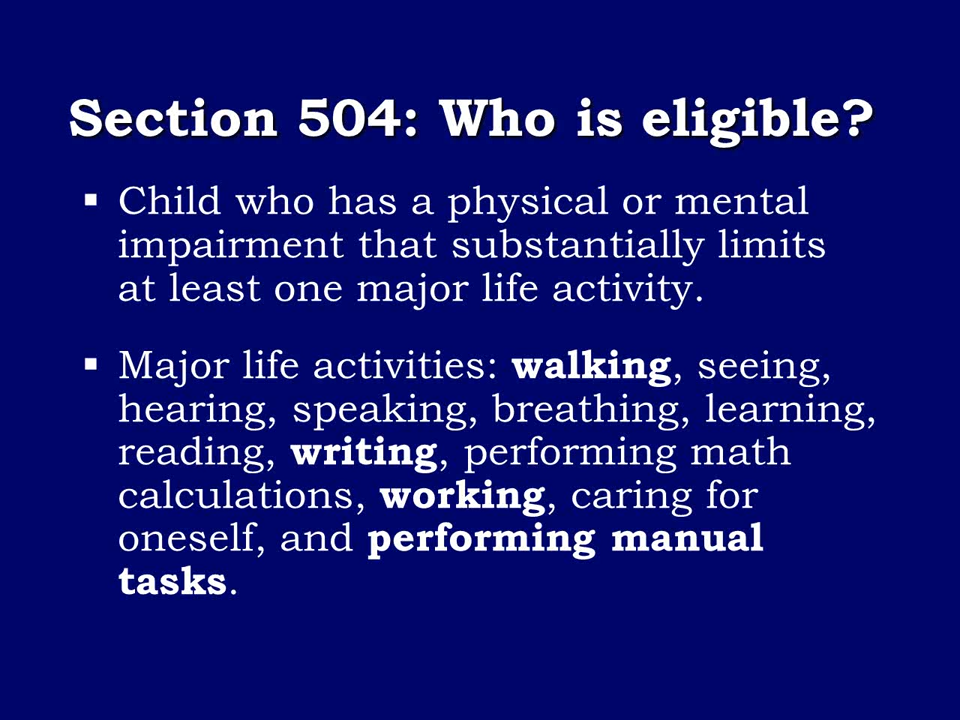 Section 504: Who is eligible?
▪ Child who has a physical or mental
impairment that substantially limits
at least one major life activity.
▪ Major life activities: walking, seeing,
hearing, speaking, breathing, learning,
reading, writing, performing math
calculations, working, caring for
oneself, and performing manual
tasks.